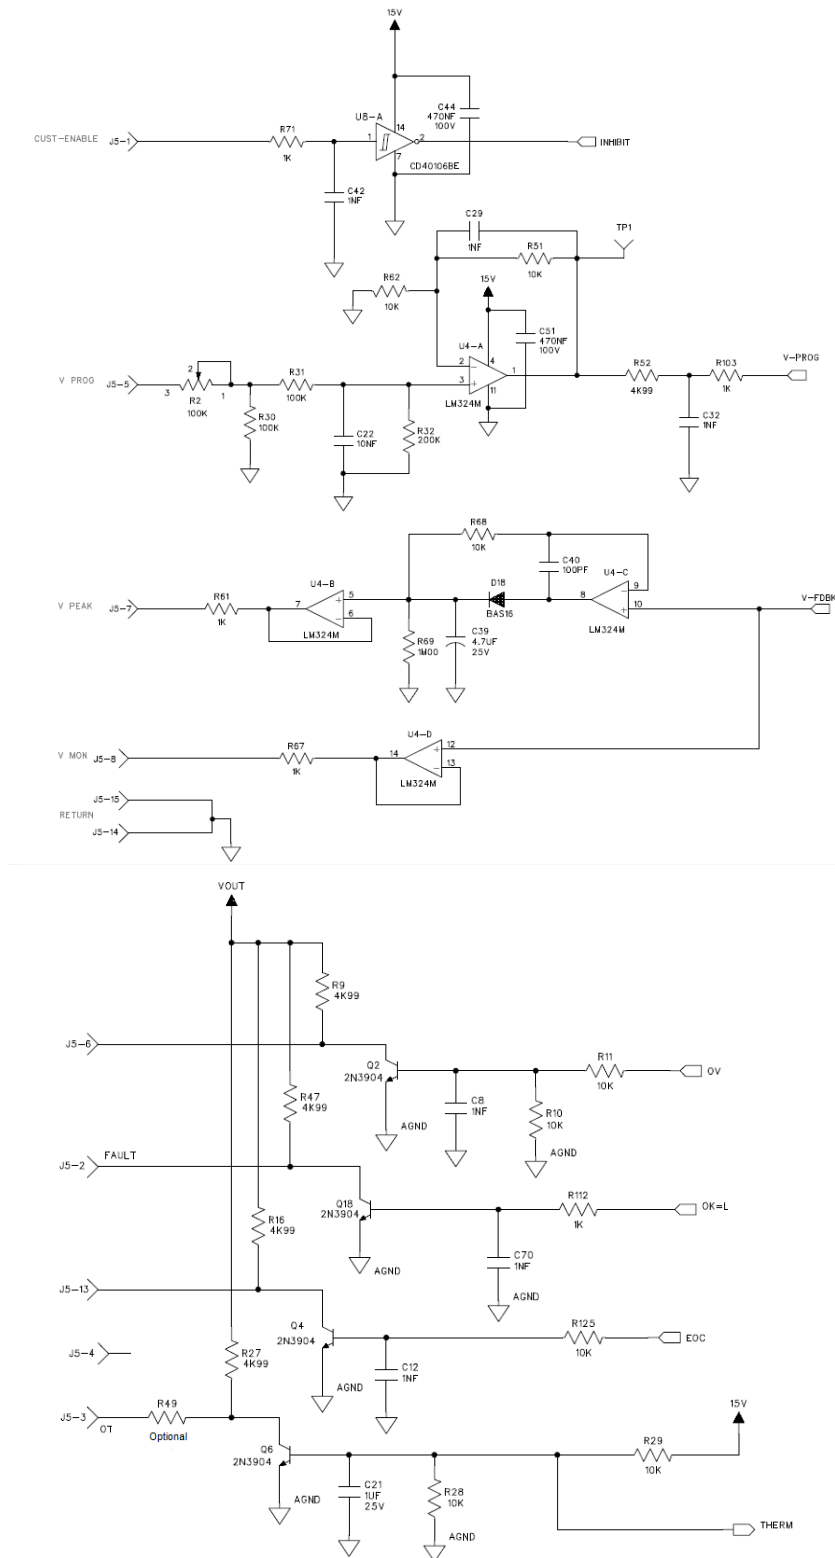 15V
U8-A
C44
470NF
100V
CUST-ENABLE
J5-1
R71
1K
1
14
2
7
CD40106BE
INHIBIT
C42
1NF
C29
1NF
R51
10K
TP1
R62
10K
15V
C51
470NF
100V
U4-A
2
4
1
3
11
LM324M
V PROG
J5-5
2
3
R2
100K
1
R31
100K
R30
100K
C22
10NF
R32
200K
R52
4K99
R103
1K
V-PROG
C32
1NF
R68
10K
C40
100PF
U4-C
9
10
8
LM324M
D18
BAS16
V-FDBK
U4-B
7
5
6
LM324M
V PEAK
J5-7
R61
1K
R69
1M00
C39
4.7UF
25V
U4-D
14
12
13
LM324M
V MON
J5-8
R67
1K
J5-15
RETURN
J5-14
VOUT
R9
4K99
J5-6
Q2
2N3904
R11
10K
OV
C8
1NF
R10
10K
AGND
AGND
R47
4K99
J5-2
FAULT
Q18
2N3904
R112
1K
OK=L
R16
4K99
C70
1NF
AGND
AGND
J5-13
Q4
2N3904
R125
10K
EOC
J5-4
R27
4K99
C12
1NF
AGND
J5-3
OT
R49
Optional
15V
Q6
2N3904
R29
10K
C21
1UF
25V
R28
10K
AGND
AGND
THERM